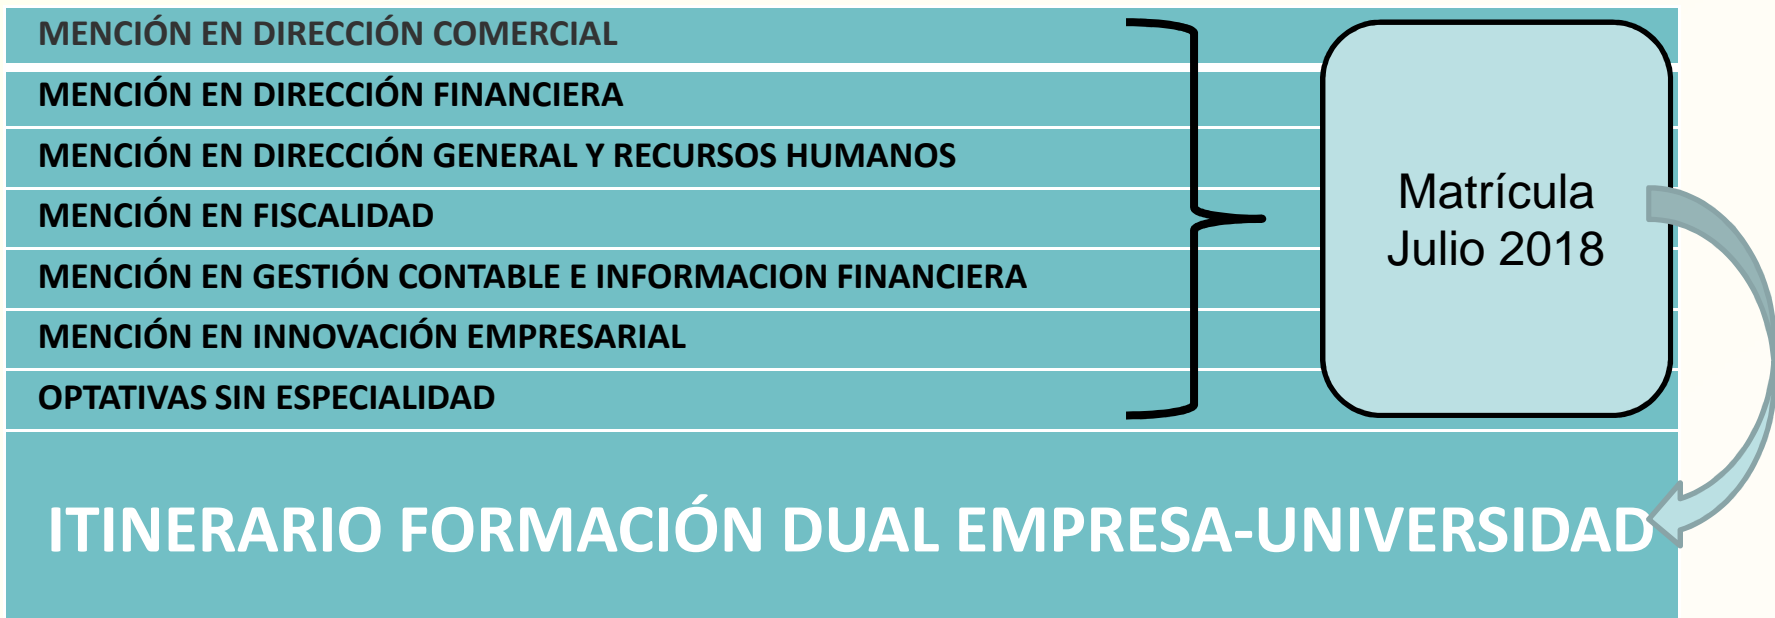 MENCIÓN EN DIRECCIÓN COMERCIAL
MENCIÓN EN DIRECCIÓN FINANCIERA
MENCIÓN EN DIRECCIÓN GENERAL Y RECURSOS HUMANOS
MENCIÓN EN FISCALIDAD
MENCIÓN EN GESTIÓN CONTABLE E INFORMACION FINANCIERA
MENCIÓN EN INNOVACIÓN EMPRESARIAL
OPTATIVAS SIN ESPECIALIDAD
Matrícula
Julio 2018
ITINERARIO FORMACIÓN DUAL EMPRESA-UNIVERSIDAD